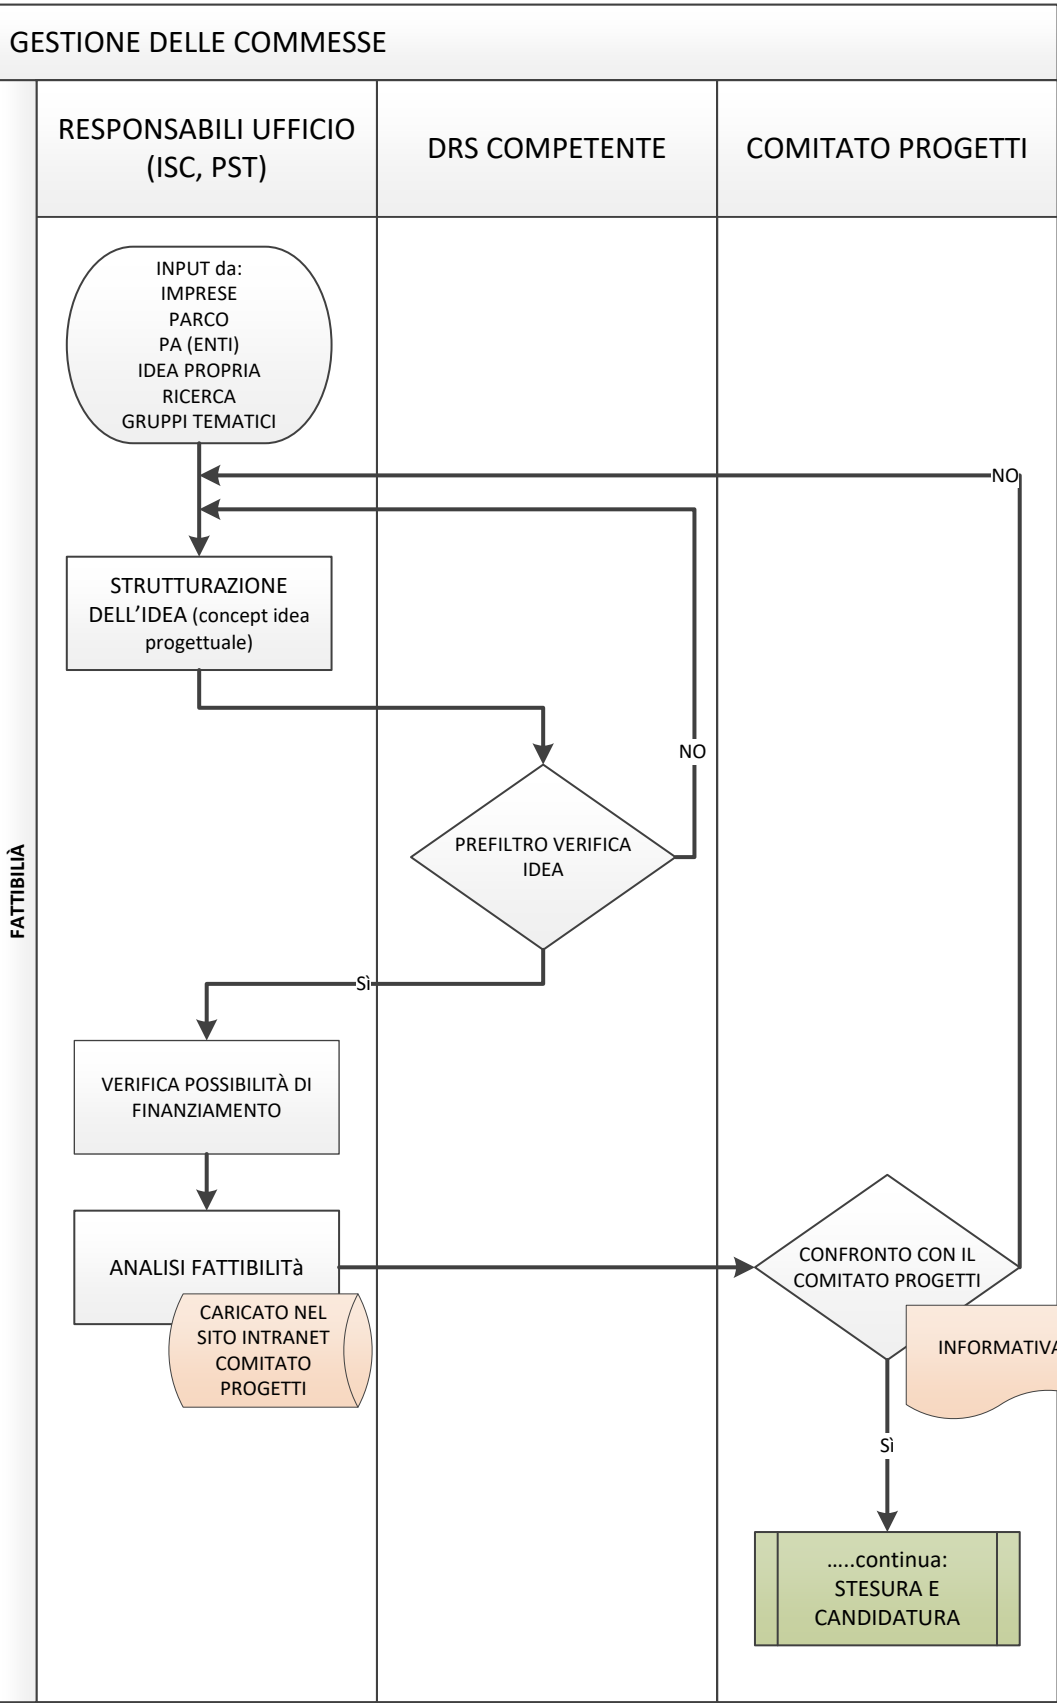 GESTIONE DELLE COMMESSE
RESPONSABILI UFFICIO
(ISC, PST)
DRS COMPETENTE
COMITATO PROGETTI
FATTIBILIÀ
INPUT da:
IMPRESE
PARCO
PA (ENTI)
IDEA PROPRIA
RICERCA
GRUPPI TEMATICI
NO
STRUTTURAZIONE
DELL’IDEA (concept idea
progettuale)
NO
PREFILTRO VERIFICA
IDEA
Sì
VERIFICA POSSIBILITÀ DI
FINANZIAMENTO
ANALISI FATTIBILITà
CARICATO NEL
SITO INTRANET
COMITATO
PROGETTI
CONFRONTO CON IL
COMITATO PROGETTI
INFORMATIVA
Sì
…..continua:
STESURA E
CANDIDATURA